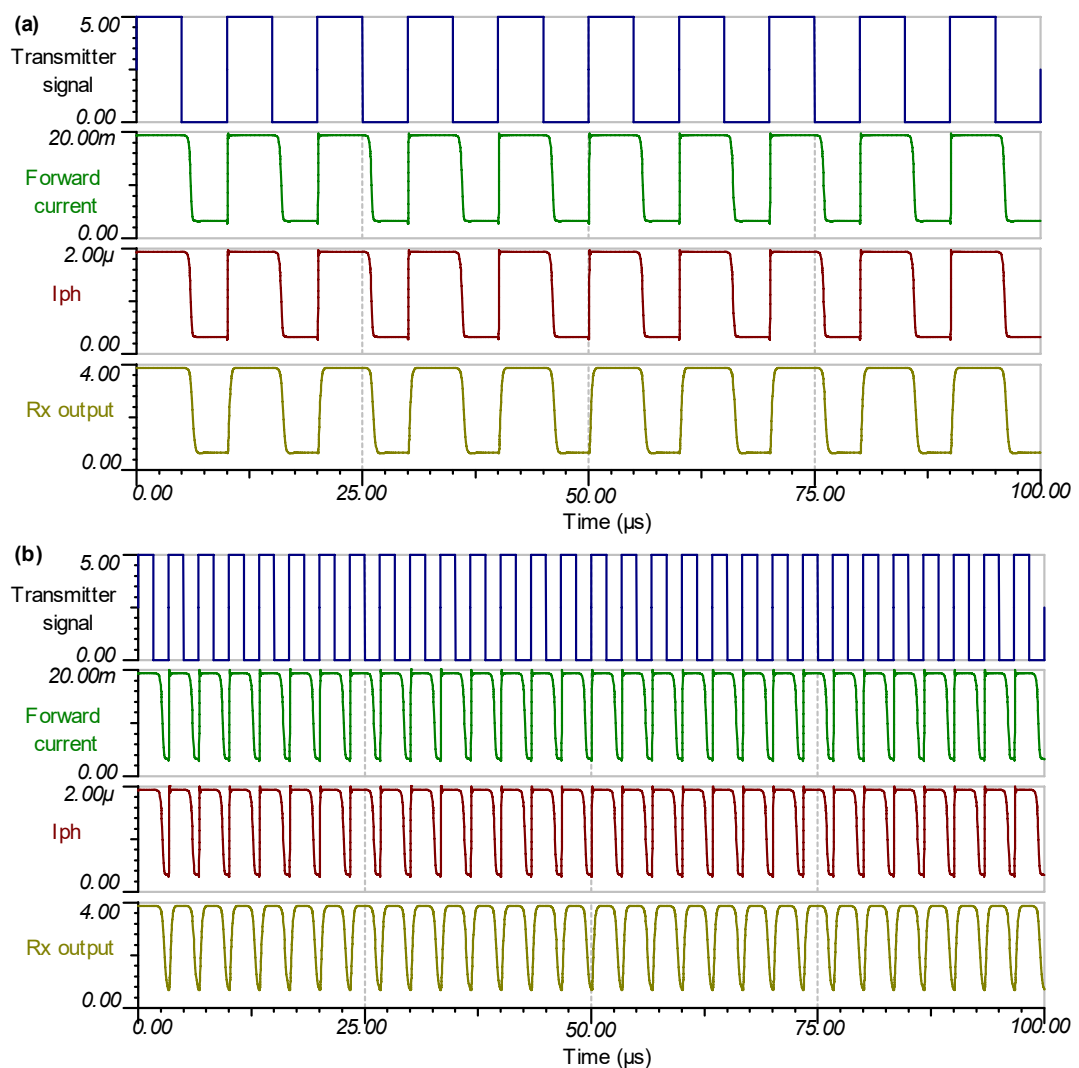 (a)
5.00
Transmitter
signal
0.00
20.00m
Forward
current
0.00
2.00µ
Iph
0.00
4.00
Rx output
0.00
0.00 25.00 50.00 75.00 100.00
Time (µs)
(b)
5.00
Transmitter
signal
0.00
20.00m
Forward
current
0.00
2.00µ
Iph
0.00
4.00
Rx output
0.00
0.00 25.00 50.00 75.00 100.00
Time (µs)